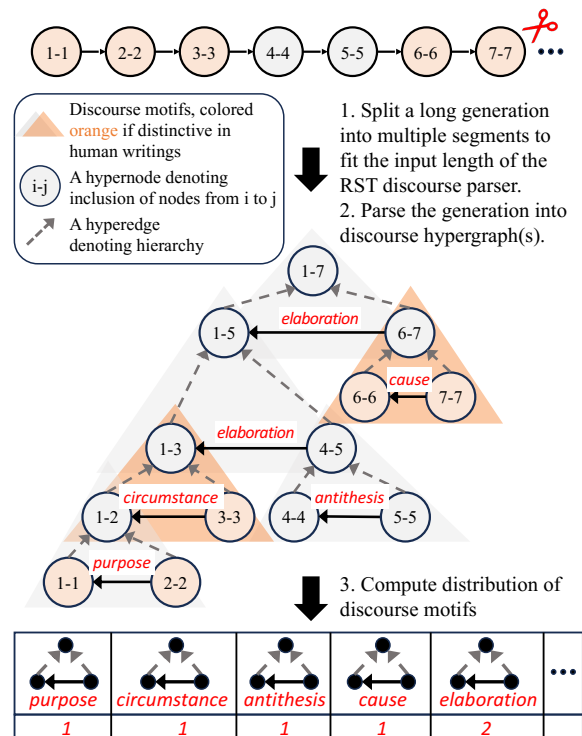 1-1 2-2 3-3 4-4 5-5 6-6 7-7 ...
Discourse motifs, colored
orange if distinctive in
human writings
i-j A hypernode denoting
inclusion of nodes from i to j
A hyperedge
denoting hierarchy
1. Split a long generation
into multiple segments to
fit the input length of the
RST discourse parser.
2. Parse the generation into
discourse hypergraph(s).
1-7
1-5 elaboration 6-7
6-6 cause 7-7
1-3 elaboration 4-5
1-2 circumstance 3-3 4-4 antithesis 5-5
1-1 purpose 2-2
3. Compute distribution of
discourse motifs
purpose circumstance antithesis cause elaboration ...
1 1 1 1 2